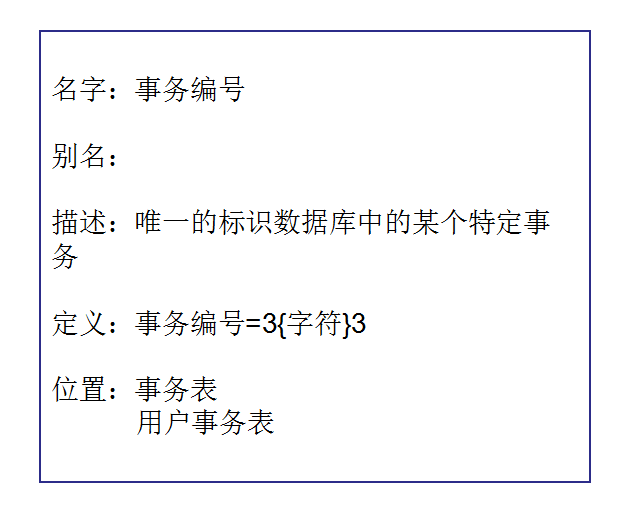 名字：事务编号
别名：
描述：唯一的标识数据库中的某个特定事
务
定义：事务编号=3{字符}3
位置：事务表
用户事务表